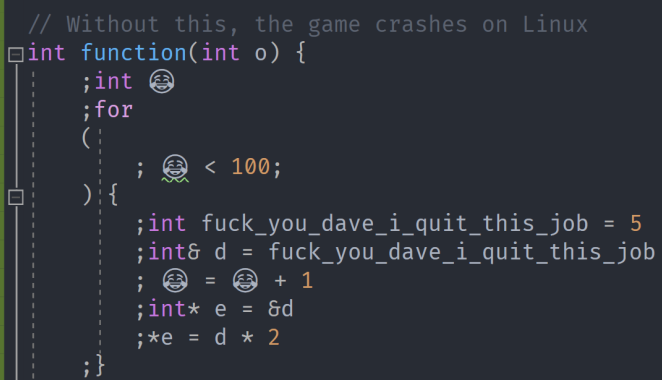 // Without this, the game crashes on Linux
int function(int o) {
;int 😂
;for
(
; 😂 < 100;
) {
;int fuck_you_dave_i_quit_this_job = 5
;int& d = fuck_you_dave_i_quit_this_job
; 😂 = 😂 + 1
;int* e = &d
;*e = d * 2
;}